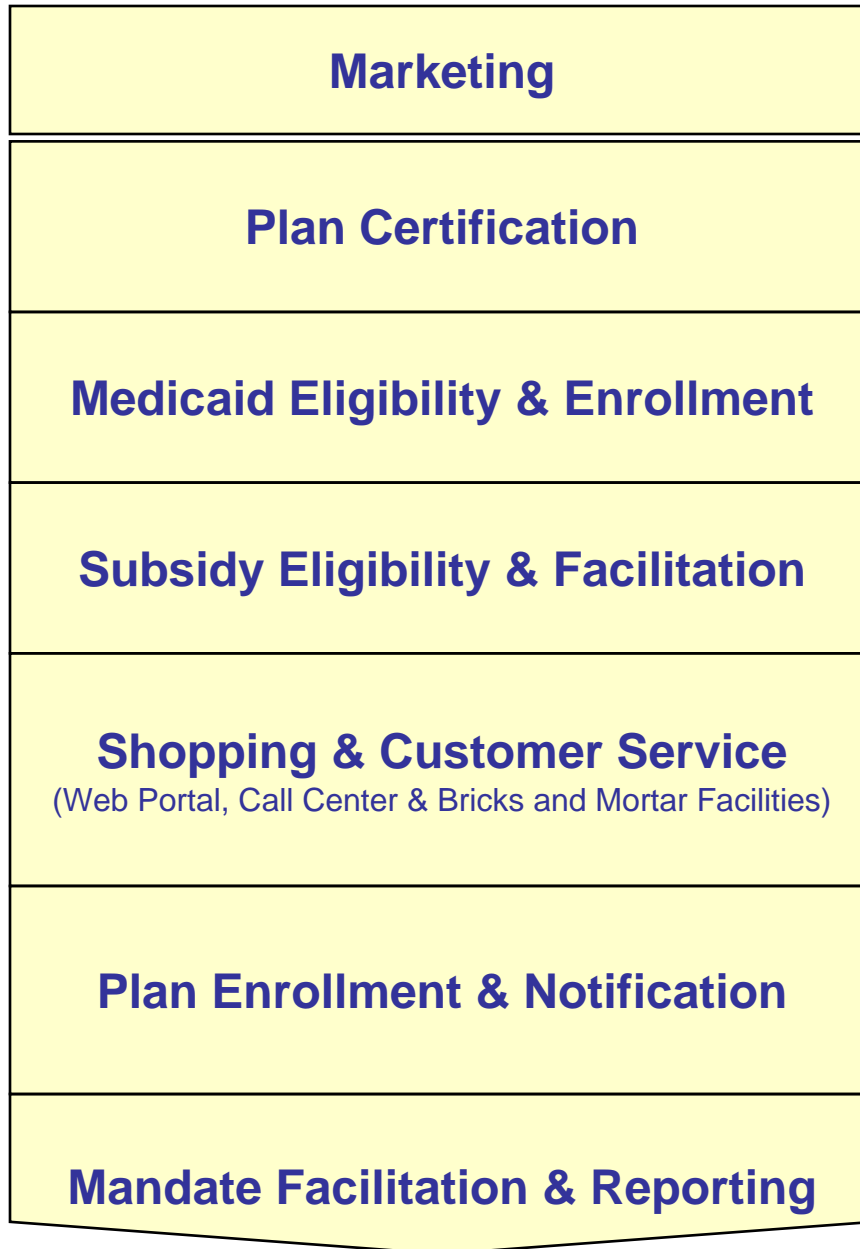 Marketing
Plan Certification
Medicaid Eligibility & Enrollment
Subsidy Eligibility & Facilitation
Shopping & Customer Service
(Web Portal, Call Center & Bricks and Mortar Facilities)
Plan Enrollment & Notification
Mandate Facilitation & Reporting